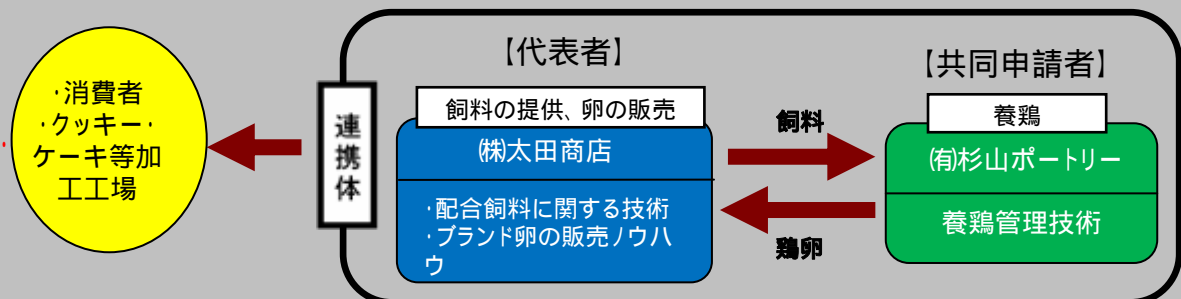 ・消費者
・クッキー・
ケーキ等加
工工場
連
携
体
【代表者】
飼料の提供、卵の販売
㈱太田商店
・配合飼料に関する技術
・ブランド卵の販売ノウハ
ウ
飼料
鶏卵
【共同申請者】
養鶏
㈲杉山ポートリー
養鶏管理技術